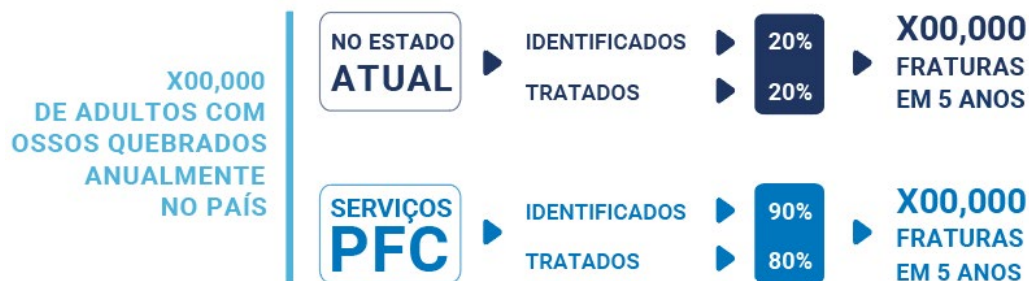 X00,000
DE ADULTOS COM
OSSOS QUEBRADOS
ANUALMENTE
NO PAÍS
NO ESTADO
ATUAL
IDENTIFICADOS
20%
TRATADOS
20%
X00,000
FRATURAS
EM 5 ANOS
SERVIÇOS
PFC
IDENTIFICADOS
90%
TRATADOS
80%
X00,000
FRATURAS
EM 5 ANOS